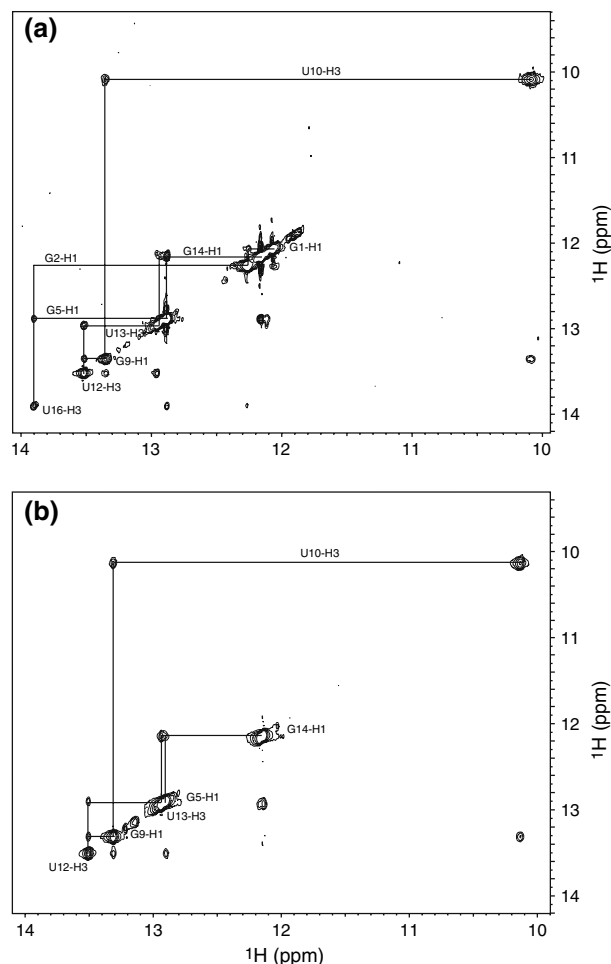 (a)
U10-H3
10
11
G2-H1
G14-H1
G1-H1
12
G5-H1
U13-H3
13
G9-H1
U12-H3
U16-H3
14
14
13
12
11
10
¹H (ppm)
(b)
U10-H3
10
11
G14-H1
12
G5-H1
U13-H3
13
G9-H1
U12-H3
14
14
13
12
11
10
¹H (ppm)
¹H (ppm)